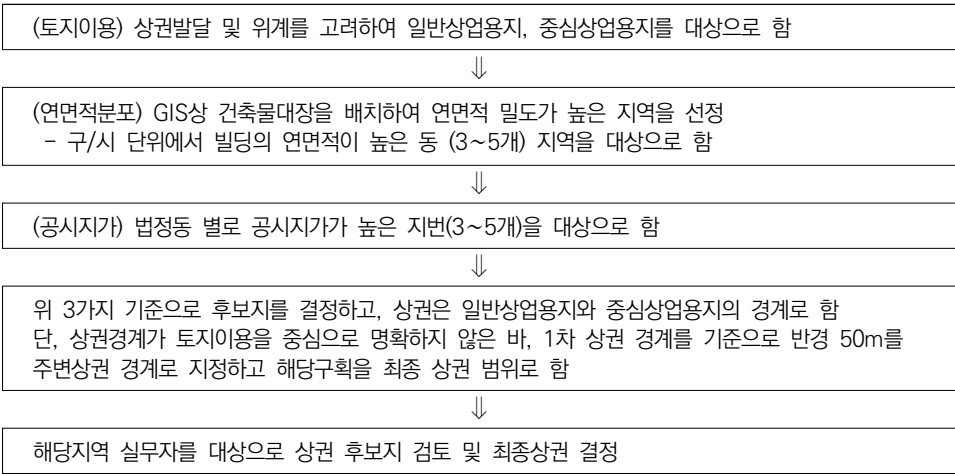 (토지이용) 상권발달 및 위계를 고려하여 일반상업용지, 중심상업용지를 대상으로 함
⇓
(연면적분포) GIS상 건축물대장을 배치하여 연면적 밀도가 높은 지역을 선정
- 구/시 단위에서 빌딩의 연면적이 높은 동 (3~5개) 지역을 대상으로 함
⇓
(공시지가) 법정동 별로 공시지가가 높은 지번(3~5개)을 대상으로 함
⇓
위 3가지 기준으로 후보지를 결정하고, 상권은 일반상업용지와 중심상업용지의 경계로 함
단, 상권경계가 토지이용을 중심으로 명확하지 않은 바, 1차 상권 경계를 기준으로 반경 50m를
주변상권 경계로 지정하고 해당구획을 최종 상권 범위로 함
⇓
해당지역 실무자를 대상으로 상권 후보지 검토 및 최종상권 결정